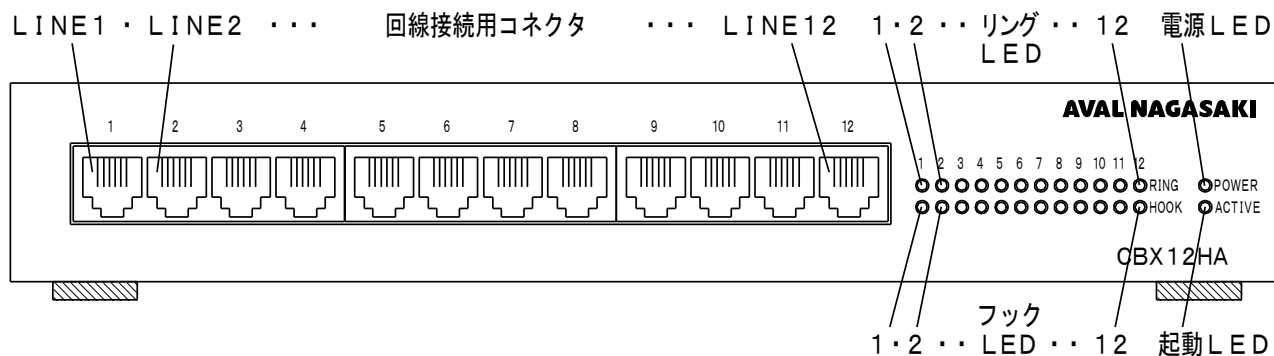 ＬＩＮＥ１ ・ ＬＩＮＥ２ ・・・ 回線接続用コネクタ ・・・ ＬＩＮＥ１２ １・２ ・・ リング ・・ １２ 電源ＬＥＤ
ＬＥＤ
AVAL NAGASAKI
1 2 3 4 5 6 7 8 9 10 11 12
1 2 3 4 5 6 7 8 9 10 11 12
RING POWER
HOOK ACTIVE
ＣＢＸ１２ＨＡ
フック
１・２ ・・ ＬＥＤ ・・ １２ 起動ＬＥＤ